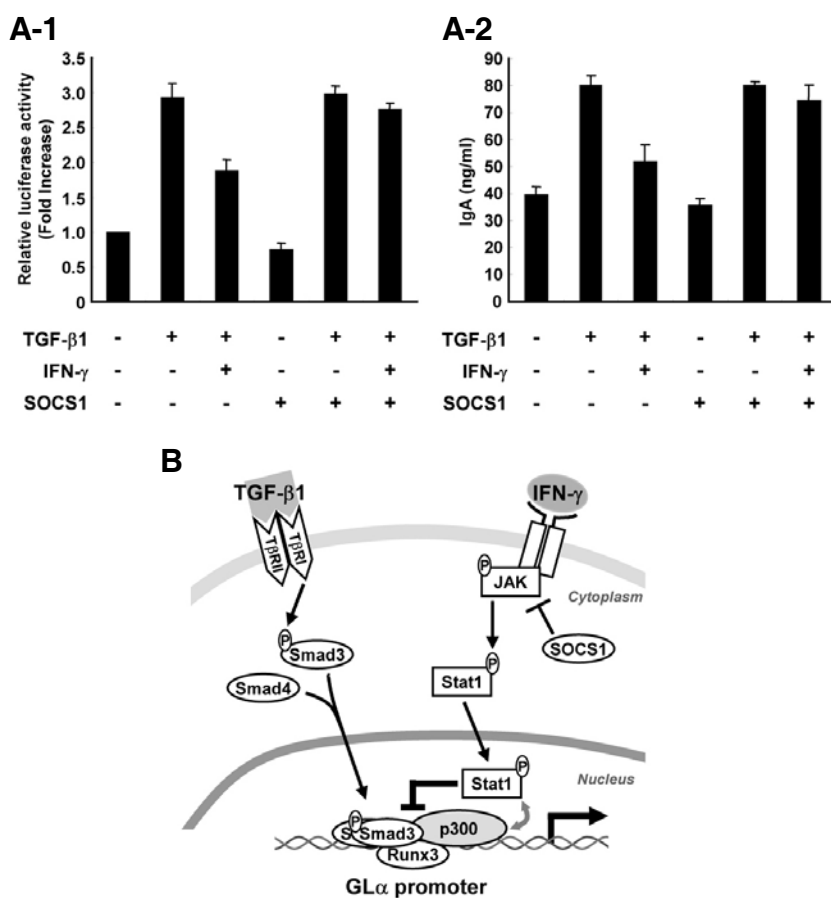 A-1
Relative luciferase activity
(Fold Increase)
3.5
3.0
2.5
2.0
1.5
1.0
0.5
0
TGF-β1 - + + - + +
IFN-γ - - + - - +
SOCS1 - - - + + +
A-2
IgA (ng/ml)
90
80
70
60
50
40
30
20
10
0
TGF-β1 - + + - + +
IFN-γ - - + - - +
SOCS1 - - - + + +
B
TGF-β1
TβRII
TβRI
IFN-γ
P
JAK
Cytoplasm
SOCS1
P
Smad3
Smad4
P
Stat1
P
Stat1
Nucleus
P
S
Smad3
p300
Runx3
GLα promoter